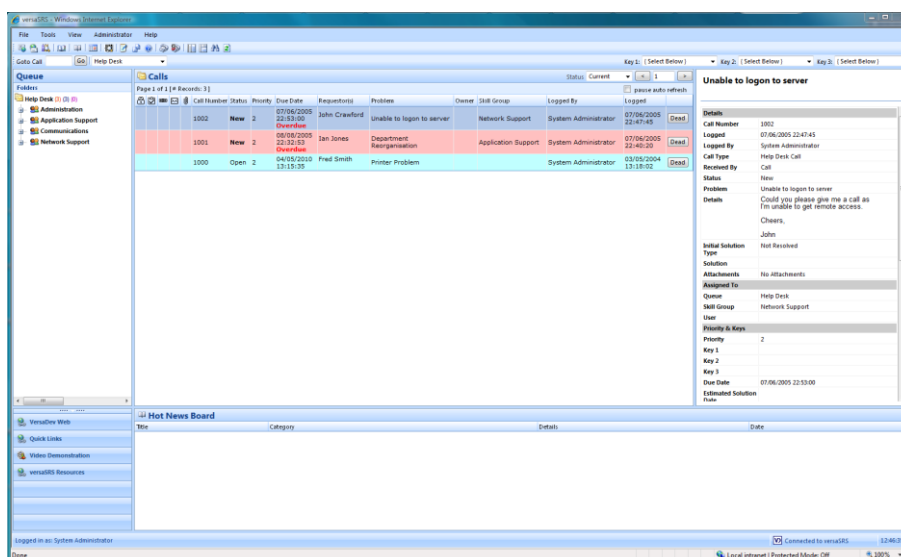 versaSRS - Windows Internet Explorer
File Tools View Administrator Help
Goto Call Go Help Desk Key 1: (Select Below) Key 2: (Select Below) Key 3: (Select Below)
Queue
Folders
Help Desk (3) (3) (0)
Administration
Application Support
Communications
Network Support
Calls Status Current 1
Page 1 of 1 [# Records: 3] pause auto refresh
Call Number Status Priority Due Date Requestor(s) Problem Owner Skill Group Logged By Logged
1002 New 2 07/06/2005 22:53:00 Overdue John Crawford Unable to logon to server Network Support System Administrator 07/06/2005 22:47:45 Dead
1001 New 2 08/08/2005 22:32:53 Overdue Ian Jones Department Reorganisation Application Support System Administrator 07/06/2005 22:40:20 Dead
1000 Open 2 04/05/2010 13:15:35 Fred Smith Printer Problem System Administrator 03/05/2004 13:18:02 Dead
Unable to logon to server
Details
Call Number 1002
Logged 07/06/2005 22:47:45
Logged By System Administrator
Call Type Help Desk Call
Received By Call
Status New
Problem Unable to logon to server
Details Could you please give me a call as
I'm unable to get remote access.
Cheers,
John
Initial Solution Type Not Resolved
Solution
Attachments No Attachments
Assigned To
Queue Help Desk
Skill Group Network Support
User
Priority & Keys
Priority 2
Key 1
Key 2
Key 3
Due Date 07/06/2005 22:53:00
Estimated Solution
Date
VersaDev Web
Quick Links
Video Demonstration
versaSRS Resources
Hot News Board
Title Category Details Date
Logged in as: System Administrator Connected to versaSRS
Done Local intranet | Protected Mode: Off 100%